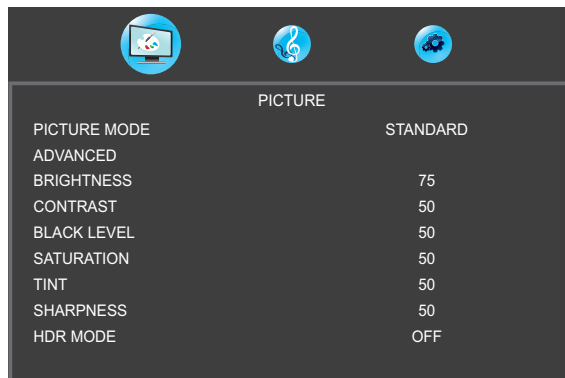 PICTURE
PICTURE MODE STANDARD
ADVANCED
BRIGHTNESS 75
CONTRAST 50
BLACK LEVEL 50
SATURATION 50
TINT 50
SHARPNESS 50
HDR MODE OFF